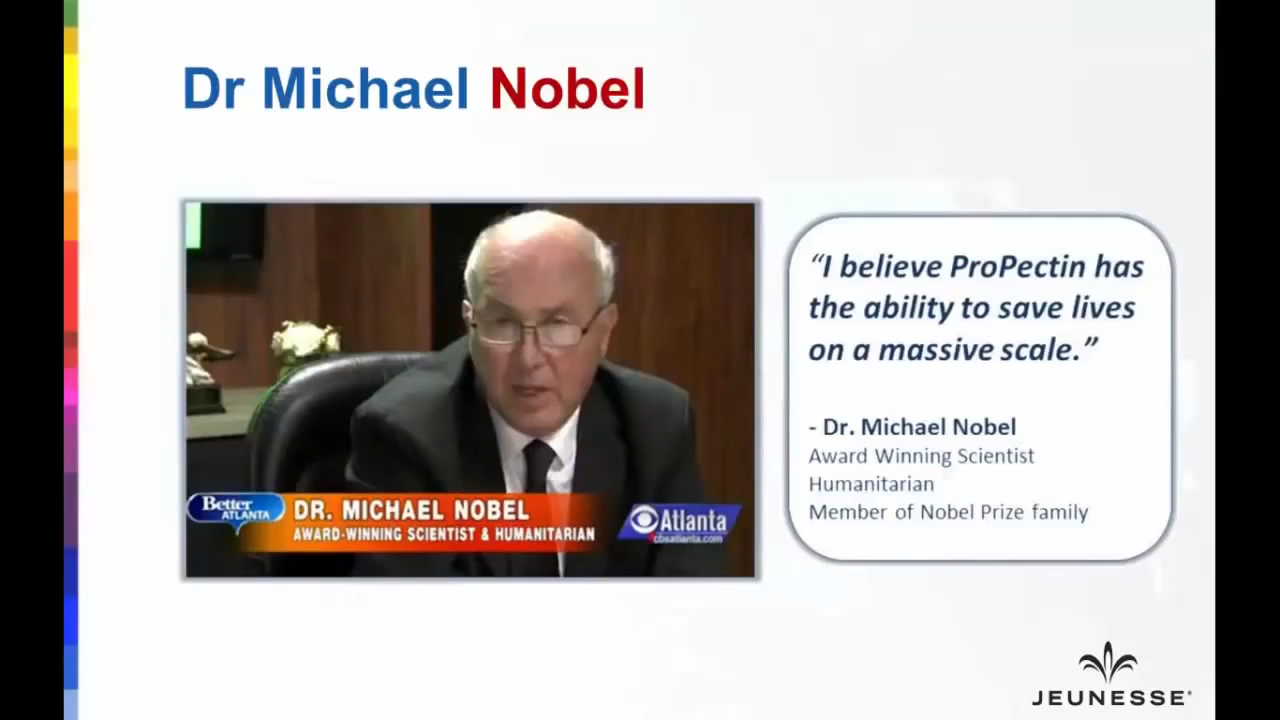 Dr Michael Nobel
“I believe ProPectin has
the ability to save lives
on a massive scale.”
- Dr. Michael Nobel
Award Winning Scientist
Humanitarian
Member of Nobel Prize family
Better
ATLANTA
DR. MICHAEL NOBEL
AWARD-WINNING SCIENTIST & HUMANITARIAN
Atlanta
cbsatlanta.com
JEUNESSE